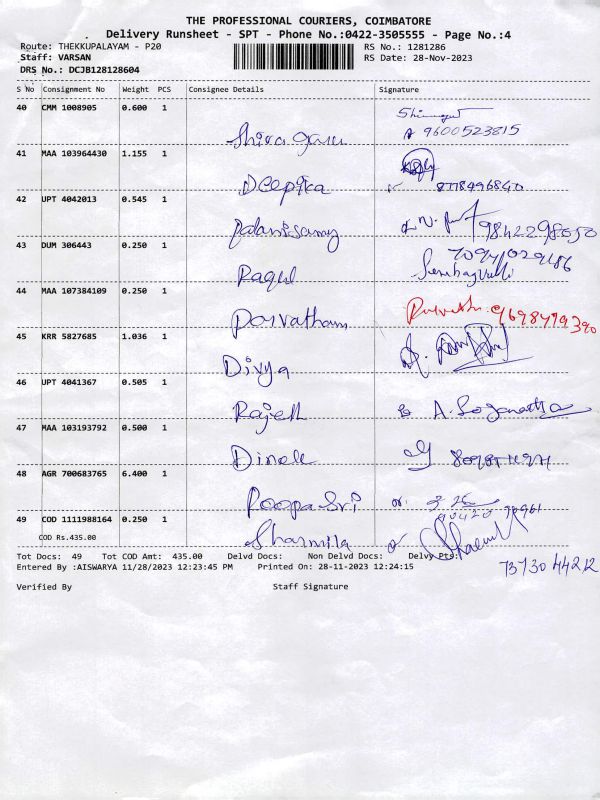 THE PROFESSIONAL COURIERS, COIMBATORE
Delivery Runsheet - SPT - Phone No.:0422-3505555 - Page No.:4
Route: THEKKUPALAYAM - P20 RS No.: 1281286
Staff: VARSAN RS Date: 28-Nov-2023
DRS No.: DCJB128128604
S No Consignment No Weight PCS Consignee Details Signature
40 CMM 1008905 0.600 1
9600523815
41 MAA 103964430 1.155 1
Deepika 8778496840
42 UPT 4042013 0.545 1
Palanisamy 9842298050
43 DUM 306443 0.250 1
Ragul
44 MAA 107384109 0.250 1
Parvatham
45 KRR 5827685 1.036 1
Divya
46 UPT 4041367 0.505 1
Rajesh
47 MAA 103193792 0.500 1
48 AGR 700683765 6.400 1
Roopa Sri
49 COD 1111988164 0.250 1
Sharmila
COD Rs.435.00
Tot Docs: 49 Tot COD Amt: 435.00 Delvd Docs: Non Delvd Docs: Delvy Pts:
73730 44212
Entered By :AISWARYA 11/28/2023 12:23:45 PM Printed On: 28-11-2023 12:24:15
Verified By Staff Signature